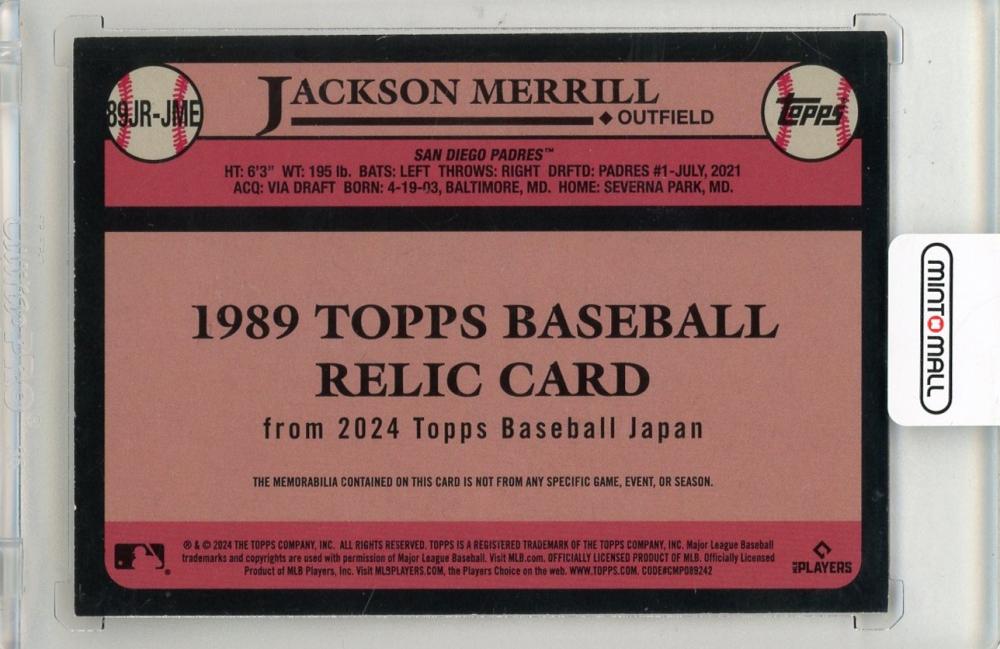 89JR-JME
JACKSON MERRILL
◆ OUTFIELD
TOPPS
SAN DIEGO PADRES™
HT: 6'3" WT: 195 lb. BATS: LEFT THROWS: RIGHT DRFTD: PADRES #1-JULY, 2021
ACQ: VIA DRAFT BORN: 4-19-03, BALTIMORE, MD. HOME: SEVERNA PARK, MD.
1989 TOPPS BASEBALL
RELIC CARD
from 2024 Topps Baseball Japan
THE MEMORABILIA CONTAINED ON THIS CARD IS NOT FROM ANY SPECIFIC GAME, EVENT, OR SEASON.
® & © 2024 THE TOPPS COMPANY, INC. ALL RIGHTS RESERVED. TOPPS IS A REGISTERED TRADEMARK OF THE TOPPS COMPANY, INC. Major League Baseball
trademarks and copyrights are used with permission of Major League Baseball. Visit MLB.com. OFFICIALLY LICENSED PRODUCT OF MLB. Officially Licensed
Product of MLB Players, Inc. Visit MLBPLAYERS.COM, the Players Choice on the web. WWW.TOPPS.COM. CODE#CMP089242
MLB PLAYERS
MINT MALL